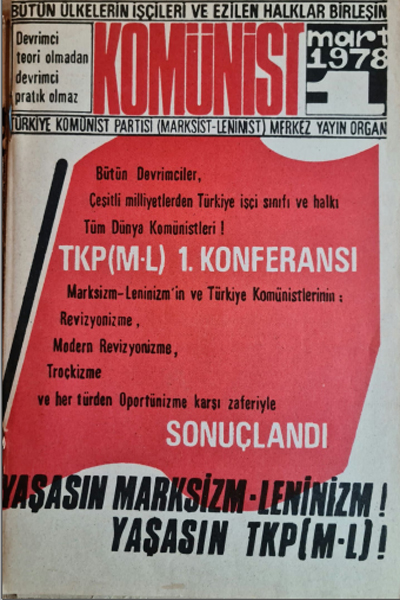 BÜTÜN ÜLKELERİN İŞÇİLERİ VE EZİLEN HALKLAR BİRLEŞİN
Devrimci
teori olmadan
devrimci
pratik olmaz
KOMÜNİST
mart
1978
1
TÜRKİYE KOMÜNİST PARTİSİ (MARKSİST-LENİNİST) MERKEZ YAYIN ORGAN
Bütün Devrimciler,
Çeşitli milliyetlerden Türkiye işçi sınıfı ve halkı
Tüm Dünya Komünistleri !
TKP(M-L) 1. KONFERANSI
Marksizm-Leninizm'in ve Türkiye Komünistlerinin :
Revizyonizme ,
Modern Revizyonizme ,
Troçkizme
ve her türden Oportünizme karşı zaferiyle
SONUÇLANDI
YAŞASIN MARKSİZM-LENİNİZM !
YAŞASIN TKP(M-L) !